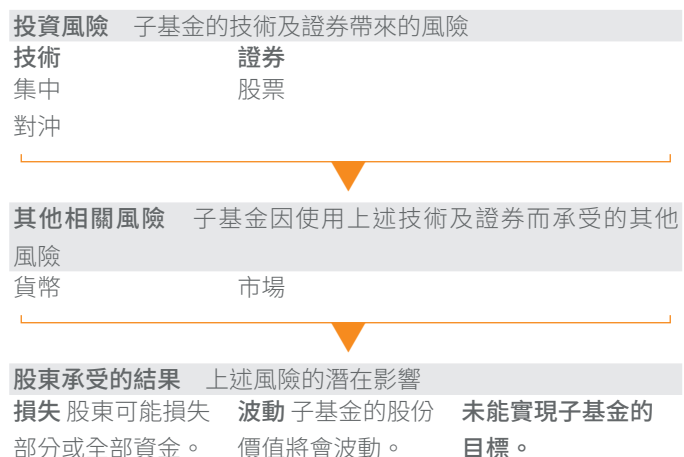 投資風險 子基金的技術及證券帶來的風險
技術 證券
集中 股票
對沖
其他相關風險 子基金因使用上述技術及證券而承受的其他
風險
貨幣 市場
股東承受的結果 上述風險的潛在影響
損失 股東可能損失 波動 子基金的股份 未能實現子基金的
部分或全部資金。 價值將會波動。 目標。